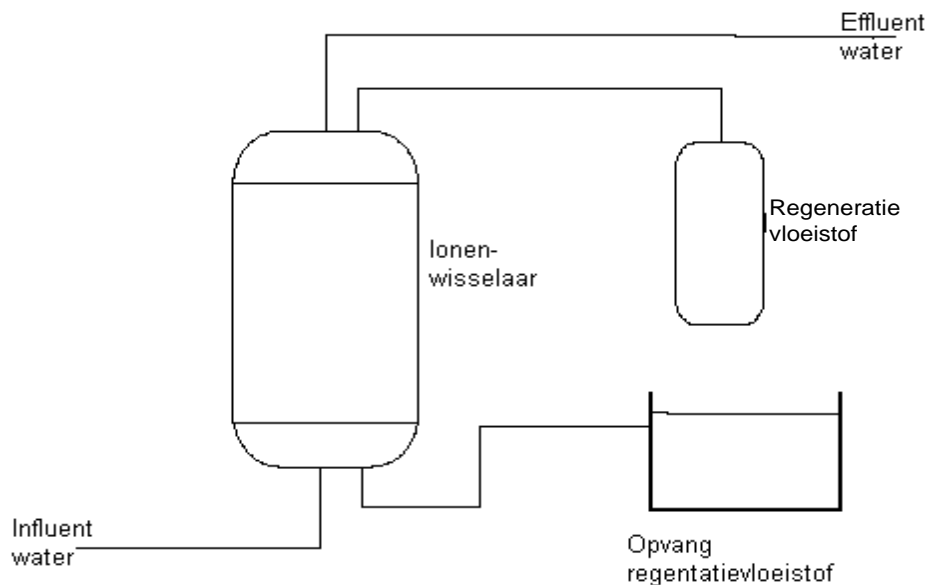 Effluent
water
Regeneratie
vloeistof
Ionen-
wisselaar
Influent
water
Opvang
regentatievloeistof